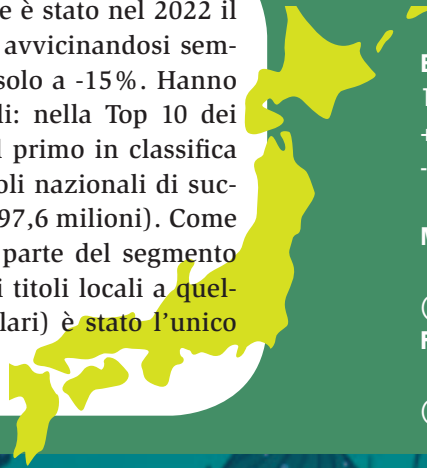 e è stato nel 2022 il
avvicinandosi sem-
solo a -15%. Hanno
li: nella Top 10 dei
l primo in classifica
oli nazionali di suc-
97,6 milioni). Come
parte del segmento
i titoli locali a quel-
lari) è stato l'unico